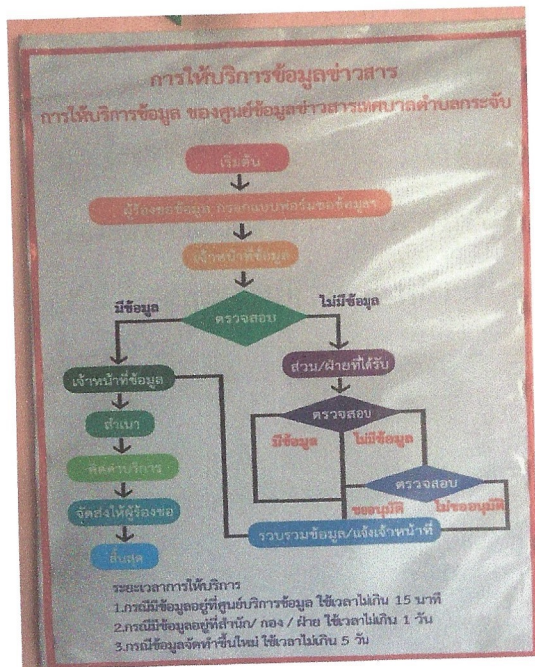 การให้บริการข้อมูลข่าวสาร
การให้บริการข้อมูล ของศูนย์ข้อมูลข่าวสารเทศบาลตำบลกระจับ
เริ่มต้น
ผู้ร้องขอข้อมูล กรอกแบบฟอร์มขอข้อมูลฯ
เจ้าหน้าที่ข้อมูล
มีข้อมูล
ไม่มีข้อมูล
ตรวจสอบ
เจ้าหน้าที่ข้อมูล
ส่วน/ฝ่ายที่ได้รับ
สำเนา
ตรวจสอบ
มีข้อมูล
ไม่มีข้อมูล
คิดค่าบริการ
ตรวจสอบ
จัดส่งให้ผู้ร้องขอ
ขออนุมัติ
ไม่ขออนุมัติ
รวบรวมข้อมูล/แจ้งเจ้าหน้าที่
สิ้นสุด
ระยะเวลาการให้บริการ
1.กรณีมีข้อมูลอยู่ที่ศูนย์บริการข้อมูล ใช้เวลาไม่เกิน 15 นาที
2.กรณีมีข้อมูลอยู่ที่สำนัก/ กอง / ฝ่าย ใช้เวลาไม่เกิน 1 วัน
3.กรณีข้อมูลจัดทำขึ้นใหม่ ใช้เวลาไม่เกิน 5 วัน